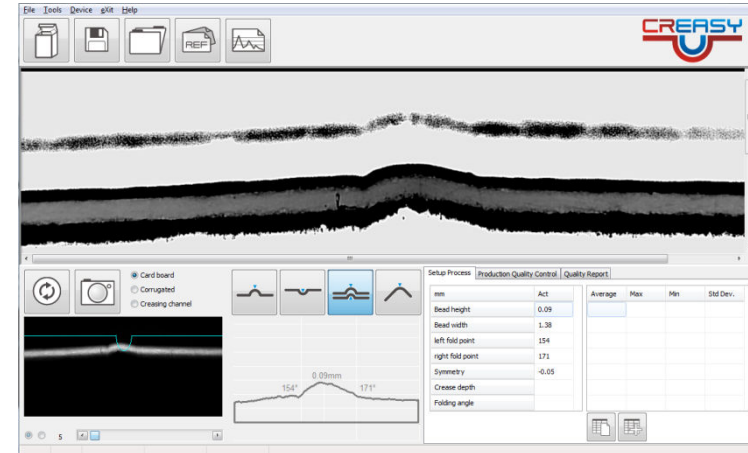 File Tools Device eXit Help
REF
CREASY
Card board
Corrugated
Creasing channel
5
0.09mm
154° 171°
Setup Process Production Quality Control Quality Report
mm Act Average Max Min Std Dev.
Bead height 0.09
Bead width 1.38
left fold point 154
right fold point 171
Symmetry -0.05
Crease depth
Folding angle